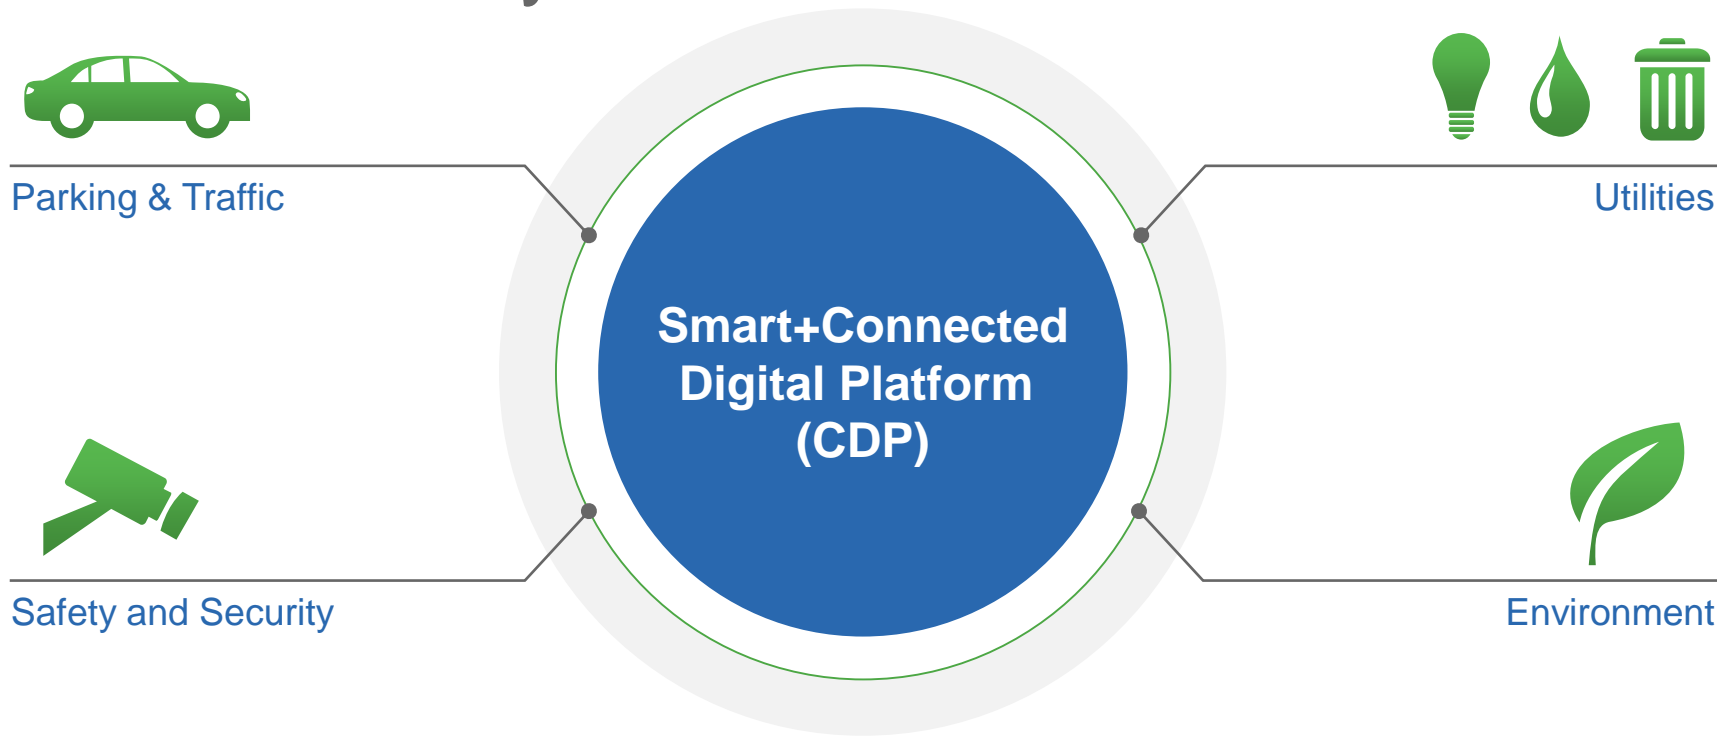 Parking & Traffic
Utilities
Smart+Connected
Digital Platform
(CDP)
Safety and Security
Environment